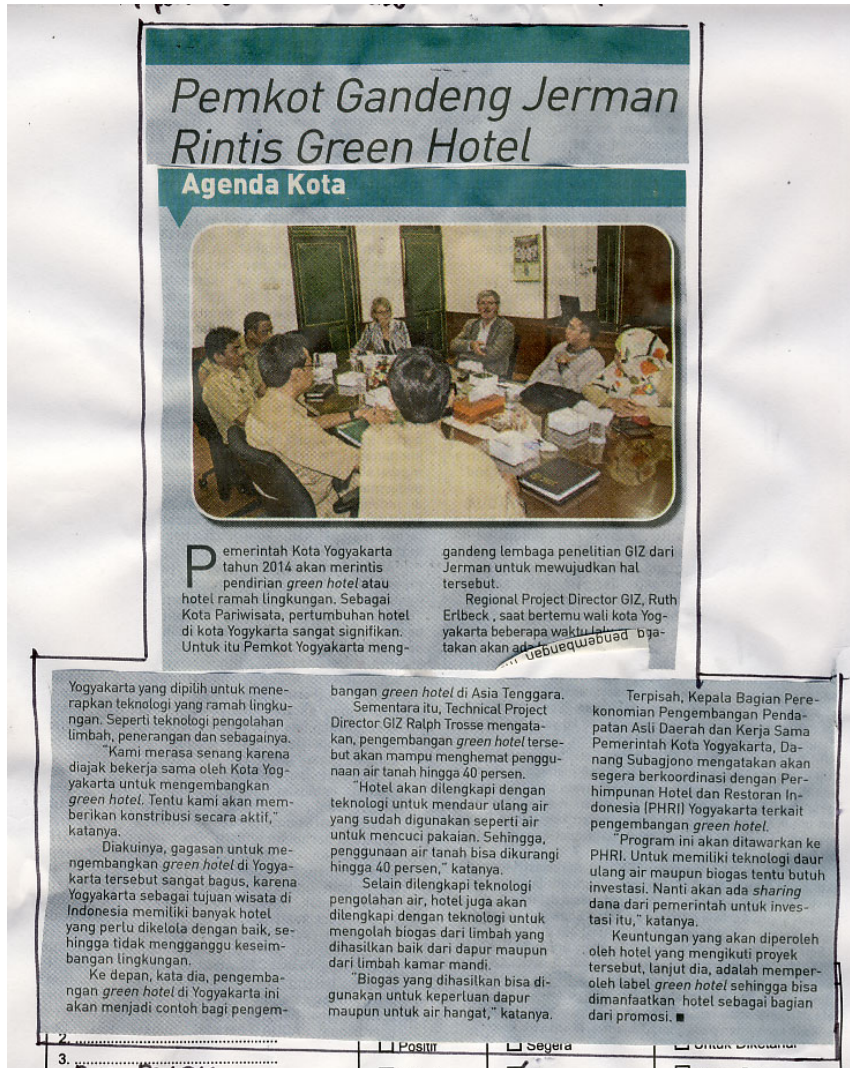 Pemkot Gandeng Jerman
Rintis Green Hotel
Agenda Kota
Pemerintah Kota Yogyakarta
tahun 2014 akan merintis
pendirian green hotel atau
hotel ramah lingkungan. Sebagai
Kota Pariwisata, pertumbuhan hotel
di kota Yogykarta sangat signifikan.
Untuk itu Pemkot Yogyakarta meng-
gandeng lembaga penelitian GIZ dari
Jerman untuk mewujudkan hal
tersebut.
Regional Project Director GIZ, Ruth
Erlbeck , saat bertemu wali kota Yog-
yakarta beberapa waktu
takan akan
pengembangan
Yogyakarta yang dipilih untuk mene-
rapkan teknologi yang ramah lingku-
ngan. Seperti teknologi pengolahan
limbah, penerangan dan sebagainya.
"Kami merasa senang karena
diajak bekerja sama oleh Kota Yog-
yakarta untuk mengembangkan
green hotel. Tentu kami akan mem-
berikan konstribusi secara aktif,"
katanya.
Diakuinya, gagasan untuk me-
ngembangkan green hotel di Yogya-
karta tersebut sangat bagus, karena
Yogyakarta sebagai tujuan wisata di
Indonesia memiliki banyak hotel
yang perlu dikelola dengan baik, se-
hingga tidak mengganggu keseim-
bangan lingkungan.
Ke depan, kata dia, pengemba-
ngan green hotel di Yogyakarta ini
akan menjadi contoh bagi pengem-
bangan green hotel di Asia Tenggara.
Sementara itu, Technical Project
Director GIZ Ralph Trosse mengata-
kan, pengembangan green hotel terse-
but akan mampu menghemat penggu-
naan air tanah hingga 40 persen.
"Hotel akan dilengkapi dengan
teknologi untuk mendaur ulang air
yang sudah digunakan seperti air
untuk mencuci pakaian. Sehingga,
penggunaan air tanah bisa dikurangi
hingga 40 persen," katanya.
Selain dilengkapi teknologi
pengolahan air, hotel juga akan
dilengkapi dengan teknologi untuk
mengolah biogas dari limbah yang
dihasilkan baik dari dapur maupun
dari limbah kamar mandi.
"Biogas yang dihasilkan bisa di-
gunakan untuk keperluan dapur
maupun untuk air hangat," katanya.
Terpisah, Kepala Bagian Pere-
konomian Pengembangan Penda-
patan Asli Daerah dan Kerja Sama
Pemerintah Kota Yogyakarta, Da-
nang Subagjono mengatakan akan
segera berkoordinasi dengan Per-
himpunan Hotel dan Restoran In-
donesia (PHRI) Yogyakarta terkait
pengembangan green hotel.
"Program ini akan ditawarkan ke
PHRI. Untuk memiliki teknologi daur
ulang air maupun biogas tentu butuh
investasi. Nanti akan ada sharing
dana dari pemerintah untuk inves-
tasi itu," katanya.
Keuntungan yang akan diperoleh
oleh hotel yang mengikuti proyek
tersebut, lanjut dia, adalah memper-
oleh label green hotel sehingga bisa
dimanfaatkan hotel sebagai bagian
dari promosi. ■
2. ........................................
3. ........................................
Positif
Segera
Untuk Diketahui